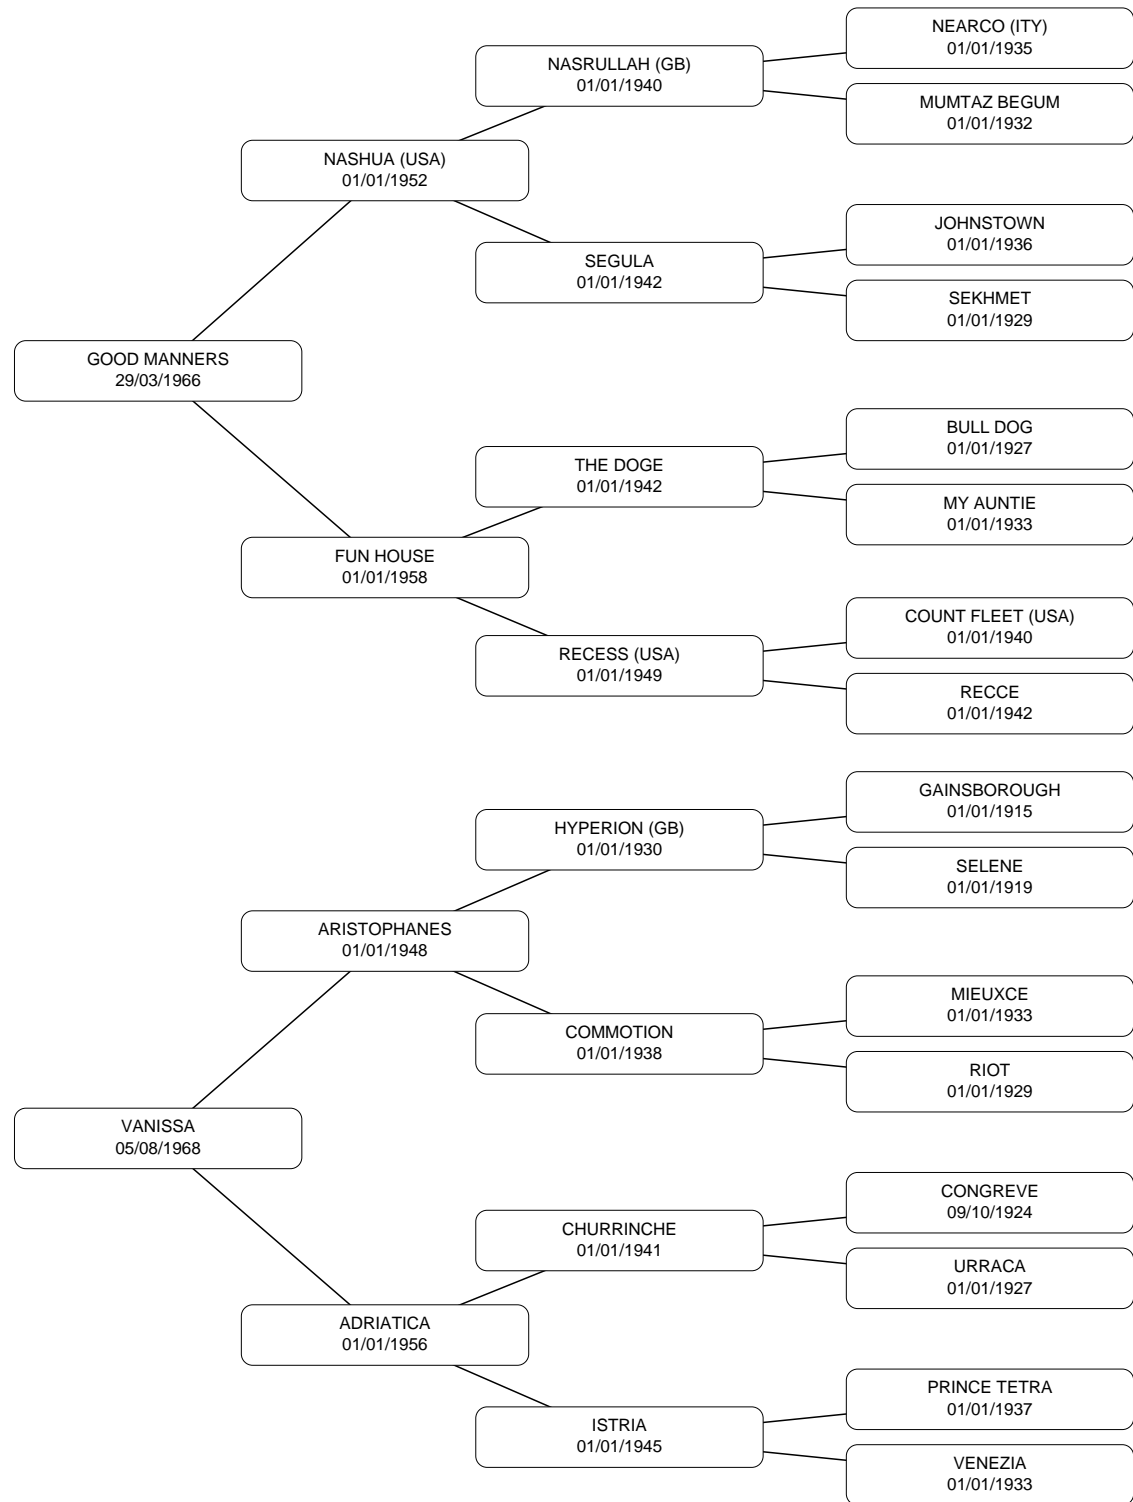 NEARCO (ITY)
01/01/1935
NASRULLAH (GB)
01/01/1940
MUMTAZ BEGUM
01/01/1932
NASHUA (USA)
01/01/1952
JOHNSTOWN
01/01/1936
SEGULA
01/01/1942
SEKHMET
01/01/1929
GOOD MANNERS
29/03/1966
BULL DOG
01/01/1927
THE DOGE
01/01/1942
MY AUNTIE
01/01/1933
FUN HOUSE
01/01/1958
COUNT FLEET (USA)
01/01/1940
RECESS (USA)
01/01/1949
RECCE
01/01/1942
GAINSBOROUGH
01/01/1915
HYPERION (GB)
01/01/1930
SELENE
01/01/1919
ARISTOPHANES
01/01/1948
MIEUXCE
01/01/1933
COMMOTION
01/01/1938
RIOT
01/01/1929
VANISSA
05/08/1968
CONGREVE
09/10/1924
CHURRINCHE
01/01/1941
URRACA
01/01/1927
ADRIATICA
01/01/1956
PRINCE TETRA
01/01/1937
ISTRIA
01/01/1945
VENEZIA
01/01/1933